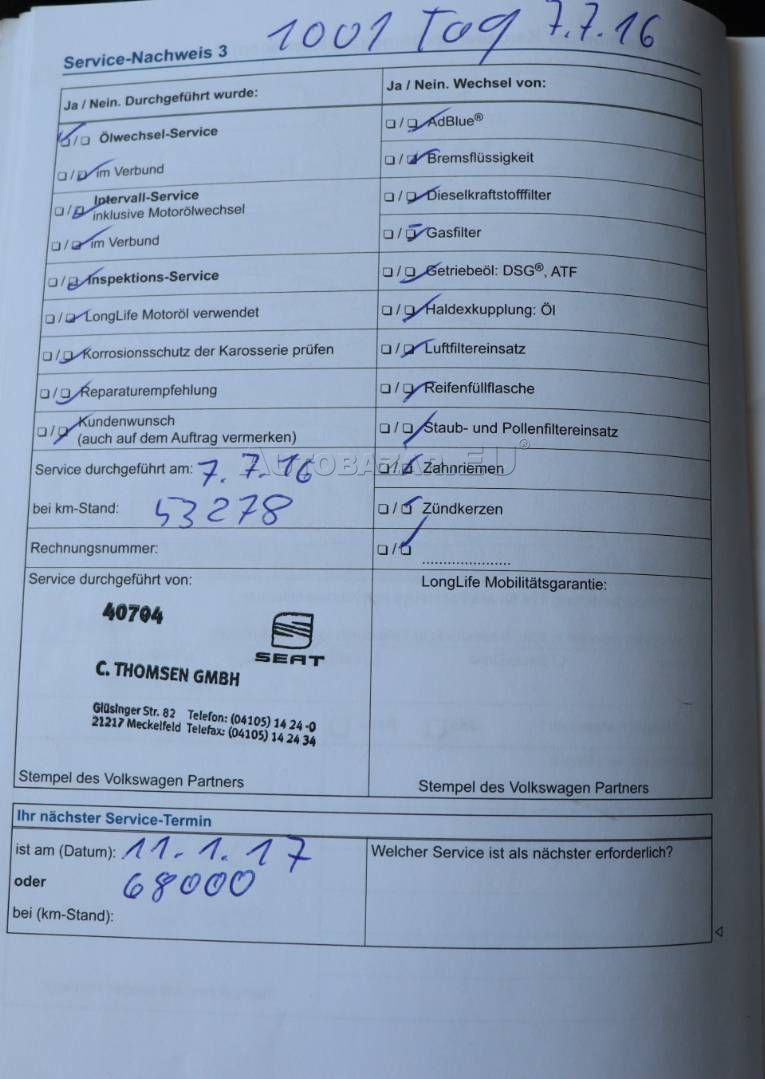 1001 Tag 7.7.16
Service-Nachweis 3
Ja / Nein. Durchgeführt wurde:
Ölwechsel-Service
im Verbund
Intervall-Service
inklusive Motorölwechsel
im Verbund
Inspektions-Service
LongLife Motoröl verwendet
Korrosionsschutz der Karosserie prüfen
Reparaturempfehlung
Kundenwunsch
(auch auf dem Auftrag vermerken)
Service durchgeführt am: 7.7.16
bei km-Stand: 53278
Rechnungsnummer:
Ja / Nein. Wechsel von:
AdBlue®
Bremsflüssigkeit
Dieselkraftstofffilter
Gasfilter
Getriebeöl: DSG®, ATF
Haldexkupplung: Öl
Luftfiltereinsatz
Reifenfüllflasche
Staub- und Pollenfiltereinsatz
Zahnriemen
Zündkerzen
AUTOBAZAR.EU®
Service durchgeführt von:
40704
SEAT
C. THOMSEN GMBH
Glüsinger Str. 82 Telefon: (04105) 14 24 -0
21217 Meckelfeld Telefax: (04105) 14 24 34
Stempel des Volkswagen Partners
LongLife Mobilitätsgarantie:
Stempel des Volkswagen Partners
Ihr nächster Service-Termin
ist am (Datum): 11.1.17
oder 68000
bei (km-Stand):
Welcher Service ist als nächster erforderlich?